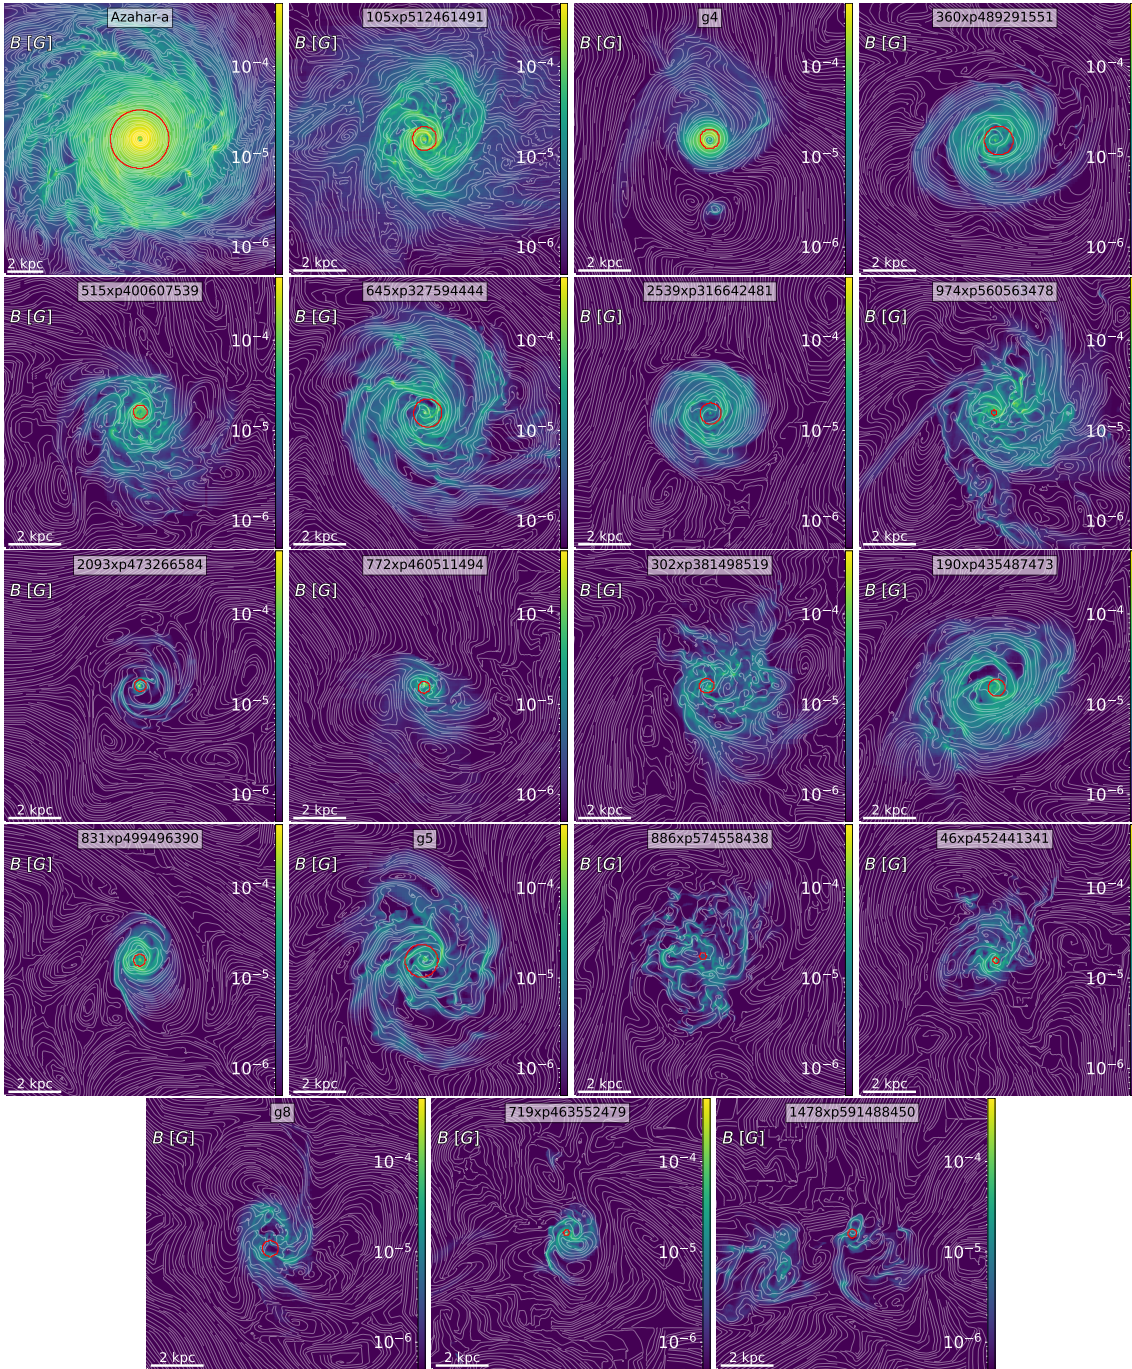 Azahar-a
B [G]
10⁻⁴
10⁻⁵
10⁻⁶
2 kpc
105xp512461491
B [G]
10⁻⁴
10⁻⁵
10⁻⁶
2 kpc
g4
B [G]
10⁻⁴
10⁻⁵
10⁻⁶
2 kpc
360xp489291551
B [G]
10⁻⁴
10⁻⁵
10⁻⁶
2 kpc
515xp400607539
B [G]
10⁻⁴
10⁻⁵
10⁻⁶
2 kpc
645xp327594444
B [G]
10⁻⁴
10⁻⁵
10⁻⁶
2 kpc
2539xp316642481
B [G]
10⁻⁴
10⁻⁵
10⁻⁶
2 kpc
974xp560563478
B [G]
10⁻⁴
10⁻⁵
10⁻⁶
2 kpc
2093xp473266584
B [G]
10⁻⁴
10⁻⁵
10⁻⁶
2 kpc
772xp460511494
B [G]
10⁻⁴
10⁻⁵
10⁻⁶
2 kpc
302xp381498519
B [G]
10⁻⁴
10⁻⁵
10⁻⁶
2 kpc
190xp435487473
B [G]
10⁻⁴
10⁻⁵
10⁻⁶
2 kpc
831xp499496390
B [G]
10⁻⁴
10⁻⁵
10⁻⁶
2 kpc
g5
B [G]
10⁻⁴
10⁻⁵
10⁻⁶
2 kpc
886xp574558438
B [G]
10⁻⁴
10⁻⁵
10⁻⁶
2 kpc
46xp452441341
B [G]
10⁻⁴
10⁻⁵
10⁻⁶
2 kpc
g8
B [G]
10⁻⁴
10⁻⁵
10⁻⁶
2 kpc
719xp463552479
B [G]
10⁻⁴
10⁻⁵
10⁻⁶
2 kpc
1478xp591488450
B [G]
10⁻⁴
10⁻⁵
10⁻⁶
2 kpc